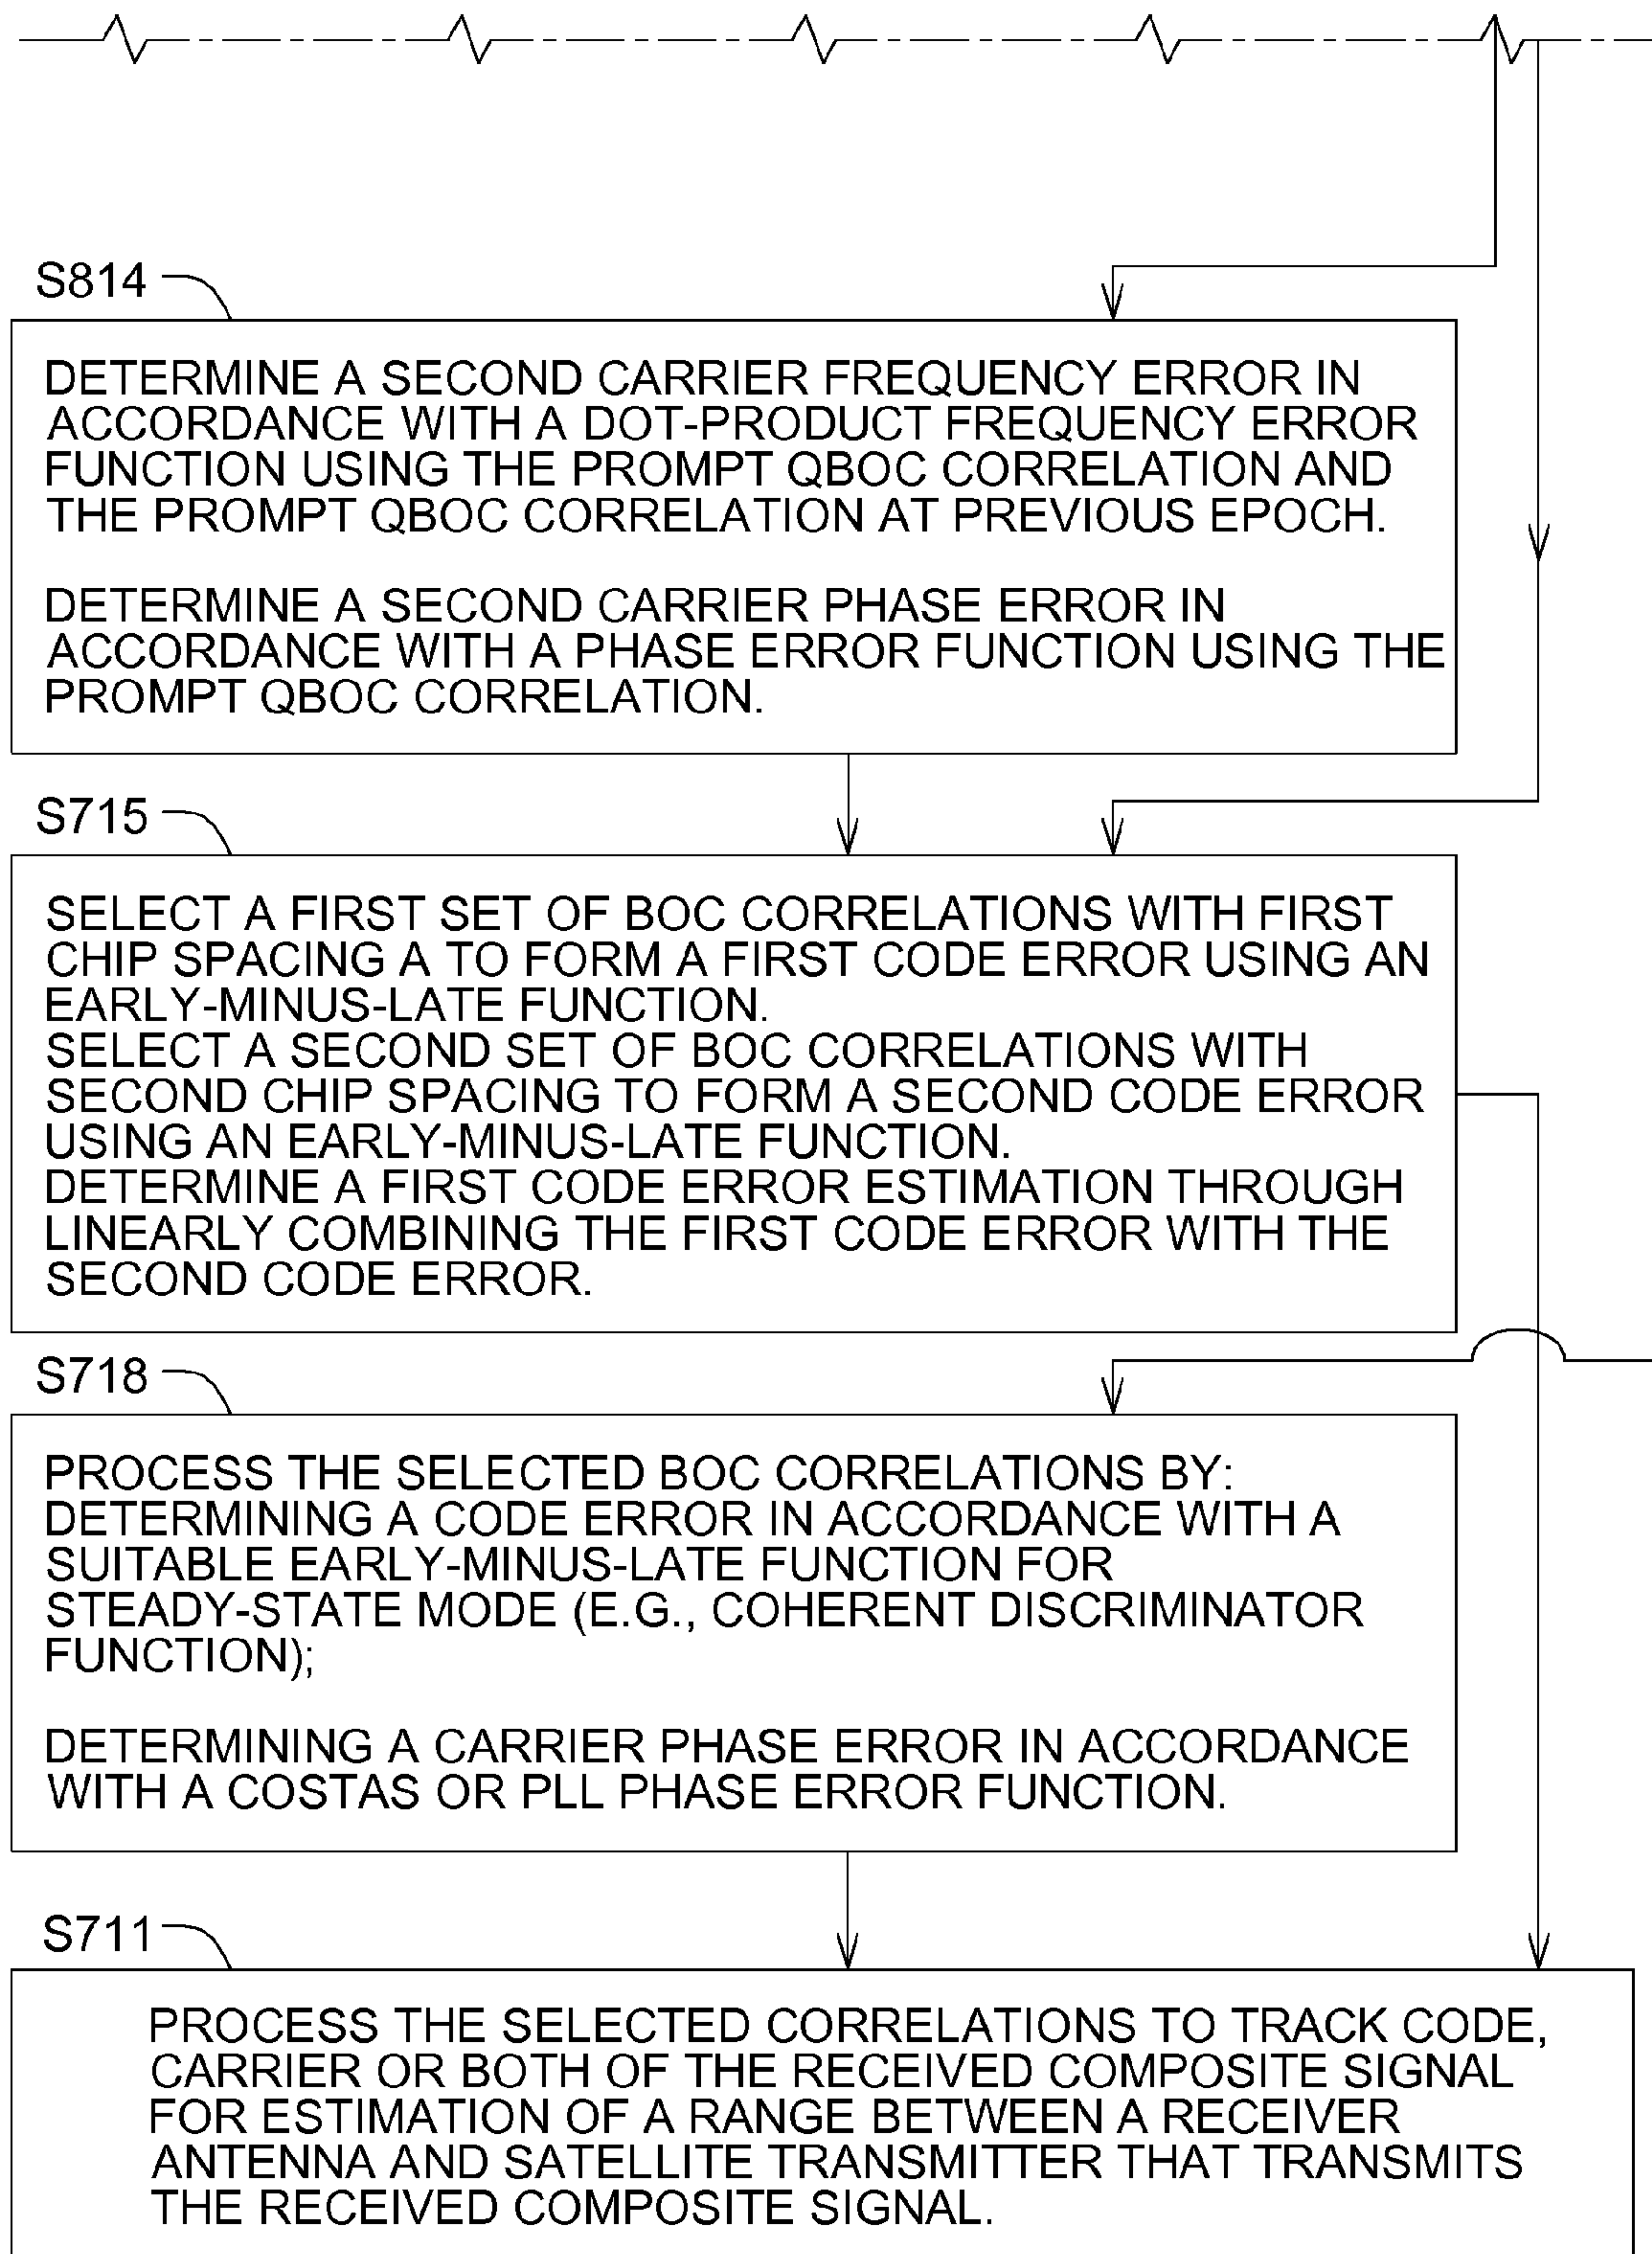 S814
DETERMINE A SECOND CARRIER FREQUENCY ERROR IN
ACCORDANCE WITH A DOT-PRODUCT FREQUENCY ERROR
FUNCTION USING THE PROMPT QBOC CORRELATION AND
THE PROMPT QBOC CORRELATION AT PREVIOUS EPOCH.
DETERMINE A SECOND CARRIER PHASE ERROR IN
ACCORDANCE WITH A PHASE ERROR FUNCTION USING THE
PROMPT QBOC CORRELATION.
S715
SELECT A FIRST SET OF BOC CORRELATIONS WITH FIRST
CHIP SPACING A TO FORM A FIRST CODE ERROR USING AN
EARLY-MINUS-LATE FUNCTION.
SELECT A SECOND SET OF BOC CORRELATIONS WITH
SECOND CHIP SPACING TO FORM A SECOND CODE ERROR
USING AN EARLY-MINUS-LATE FUNCTION.
DETERMINE A FIRST CODE ERROR ESTIMATION THROUGH
LINEARLY COMBINING THE FIRST CODE ERROR WITH THE
SECOND CODE ERROR.
S718
PROCESS THE SELECTED BOC CORRELATIONS BY:
DETERMINING A CODE ERROR IN ACCORDANCE WITH A
SUITABLE EARLY-MINUS-LATE FUNCTION FOR
STEADY-STATE MODE (E.G., COHERENT DISCRIMINATOR
FUNCTION);
DETERMINING A CARRIER PHASE ERROR IN ACCORDANCE
WITH A COSTAS OR PLL PHASE ERROR FUNCTION.
S711
PROCESS THE SELECTED CORRELATIONS TO TRACK CODE,
CARRIER OR BOTH OF THE RECEIVED COMPOSITE SIGNAL
FOR ESTIMATION OF A RANGE BETWEEN A RECEIVER
ANTENNA AND SATELLITE TRANSMITTER THAT TRANSMITS
THE RECEIVED COMPOSITE SIGNAL.